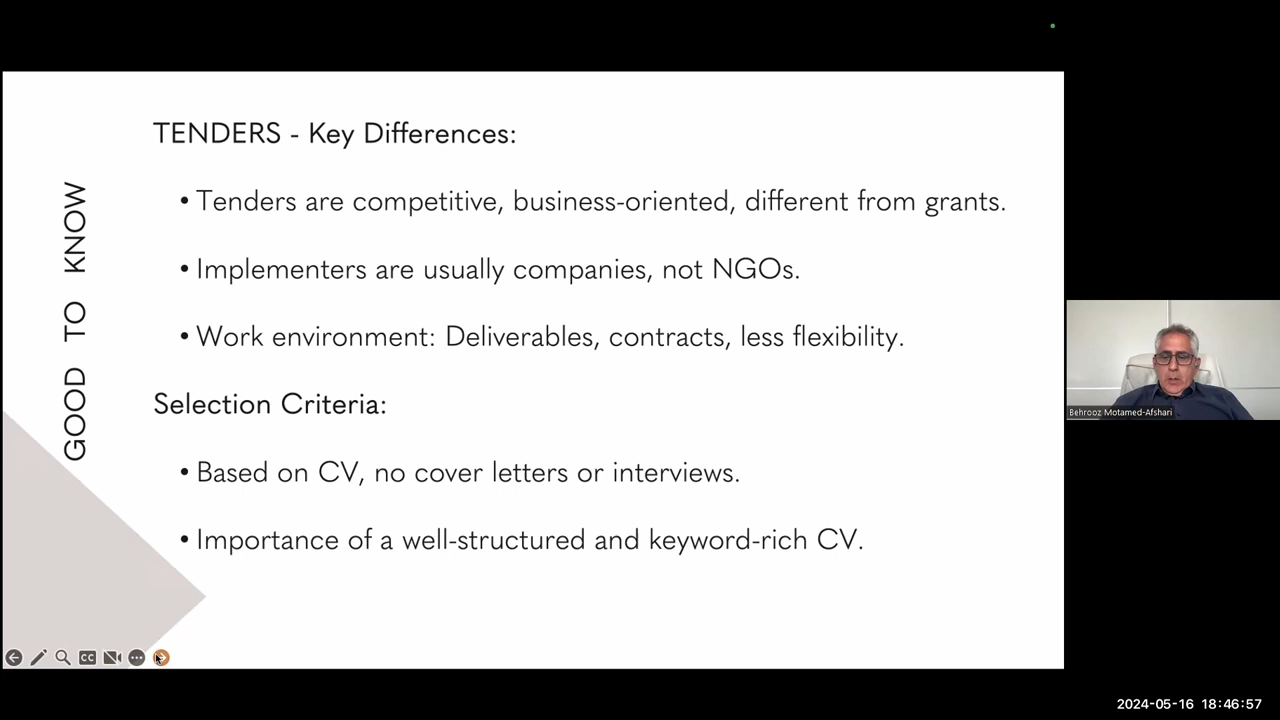 GOOD TO KNOW
TENDERS - Key Differences:
• Tenders are competitive, business-oriented, different from grants.
• Implementers are usually companies, not NGOs.
• Work environment: Deliverables, contracts, less flexibility.
Selection Criteria:
• Based on CV, no cover letters or interviews.
• Importance of a well-structured and keyword-rich CV.
CC
Behrooz Motamed-Afshari
2024-05-16 18:46:57